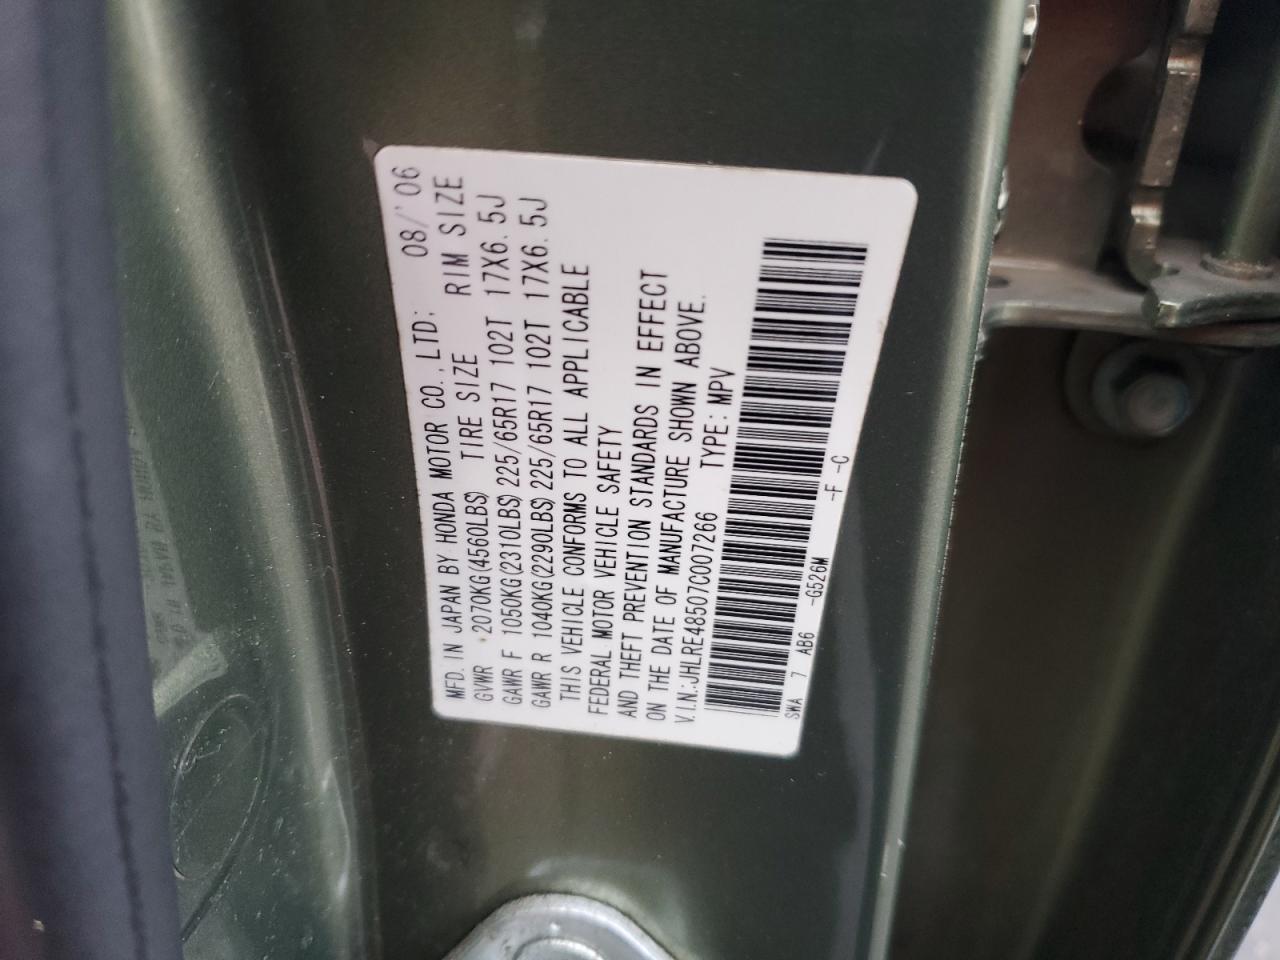 MFD. IN JAPAN BY HONDA MOTOR CO., LTD: 08/'06
GVWR 2070KG(4560LBS) TIRE SIZE RIM SIZE
GAWR F 1050KG(2310LBS) 225/65R17 102T 17X6.5J
GAWR R 1040KG(2290LBS) 225/65R17 102T 17X6.5J
THIS VEHICLE CONFORMS TO ALL APPLICABLE
FEDERAL MOTOR VEHICLE SAFETY
AND THEFT PREVENTION STANDARDS IN EFFECT
ON THE DATE OF MANUFACTURE SHOWN ABOVE.
V.I.N.:JHLRE48507C007266 TYPE:MPV
SWA 7 AB6 -G526M -F -C